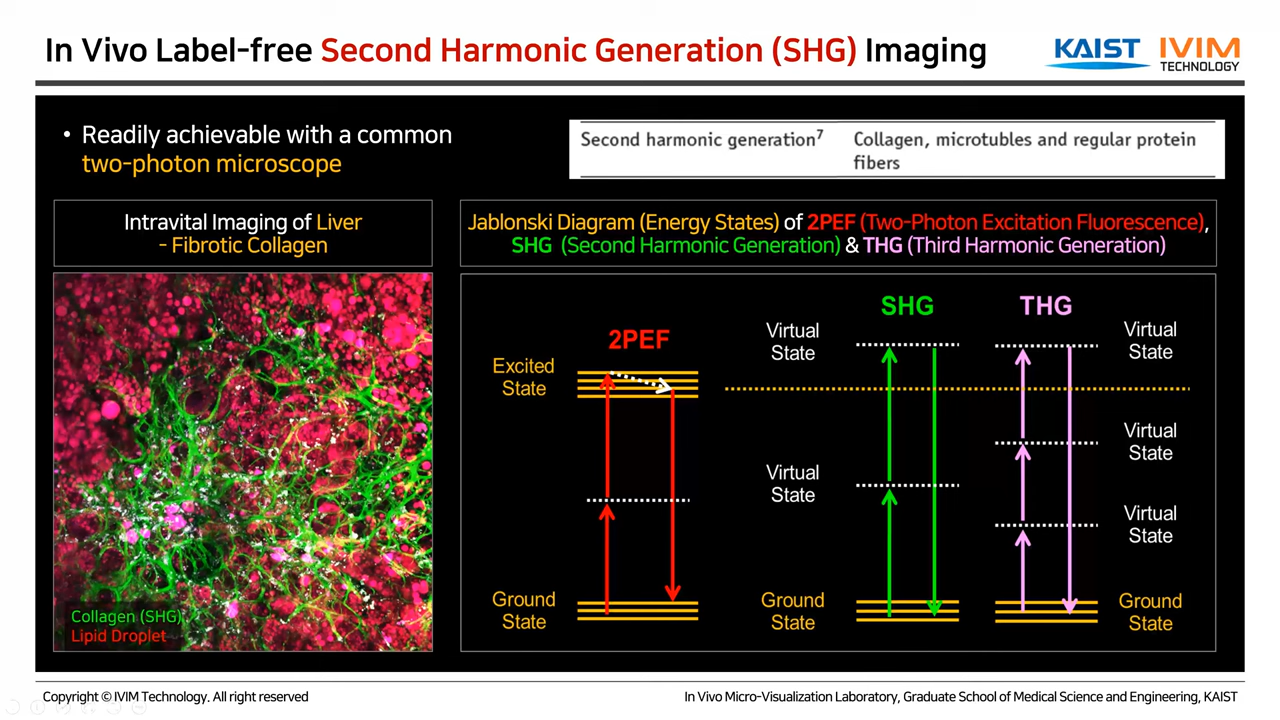 In Vivo Label-free Second Harmonic Generation (SHG) Imaging
KAIST
IVIM
TECHNOLOGY
• Readily achievable with a common
two-photon microscope
Second harmonic generation7
Collagen, microtubles and regular protein
fibers
Intravital Imaging of Liver
- Fibrotic Collagen
Collagen (SHG)
Lipid Droplet
Jablonski Diagram (Energy States) of 2PEF (Two-Photon Excitation Fluorescence),
SHG (Second Harmonic Generation) & THG (Third Harmonic Generation)
2PEF
Excited
State
Ground
State
SHG
Virtual
State
Virtual
State
Ground
State
THG
Virtual
State
Virtual
State
Virtual
State
Ground
State
Copyright © IVIM Technology. All right reserved
In Vivo Micro-Visualization Laboratory, Graduate School of Medical Science and Engineering, KAIST